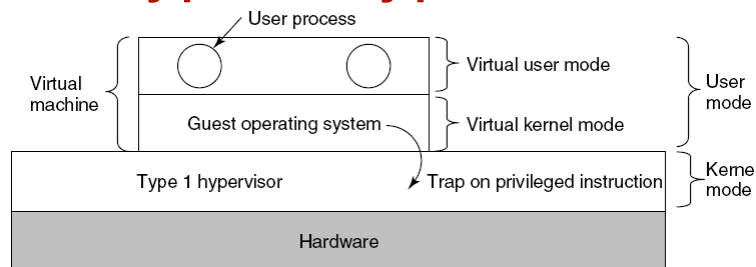 User process
Virtual
machine
Virtual user mode
User
mode
Guest operating system
Virtual kernel mode
Type 1 hypervisor
Trap on privileged instruction
Kerne
mode
Hardware